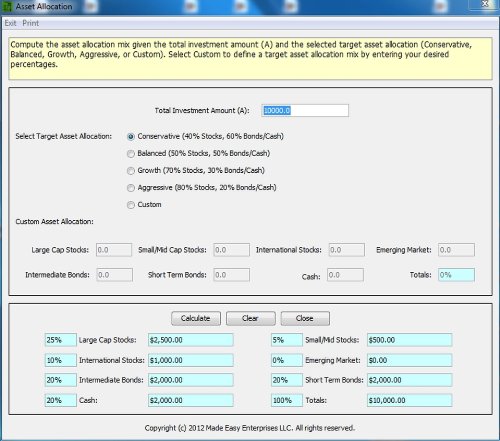 Asset Allocation
Exit Print
Compute the asset allocation mix given the total investment amount (A) and the selected target asset allocation (Conservative,
Balanced, Growth, Aggressive, or Custom). Select Custom to define a target asset allocation mix by entering your desired
percentages.
Total Investment Amount (A): 10000.0
Select Target Asset Allocation: Conservative (40% Stocks, 60% Bonds/Cash)
Balanced (50% Stocks, 50% Bonds/Cash)
Growth (70% Stocks, 30% Bonds/Cash)
Aggressive (80% Stocks, 20% Bonds/Cash)
Custom
Custom Asset Allocation:
Large Cap Stocks: 0.0 Small/Mid Cap Stocks: 0.0 International Stocks: 0.0 Emerging Market: 0.0
Intermediate Bonds: 0.0 Short Term Bonds: 0.0 Cash: 0.0 Totals: 0%
Calculate Clear Close
25% Large Cap Stocks: $2,500.00 5% Small/Mid Stocks: $500.00
10% International Stocks: $1,000.00 0% Emerging Market: $0.00
20% Intermediate Bonds: $2,000.00 20% Short Term Bonds: $2,000.00
20% Cash: $2,000.00 100% Totals: $10,000.00
Copyright (c) 2012 Made Easy Enterprises LLC. All rights reserved.